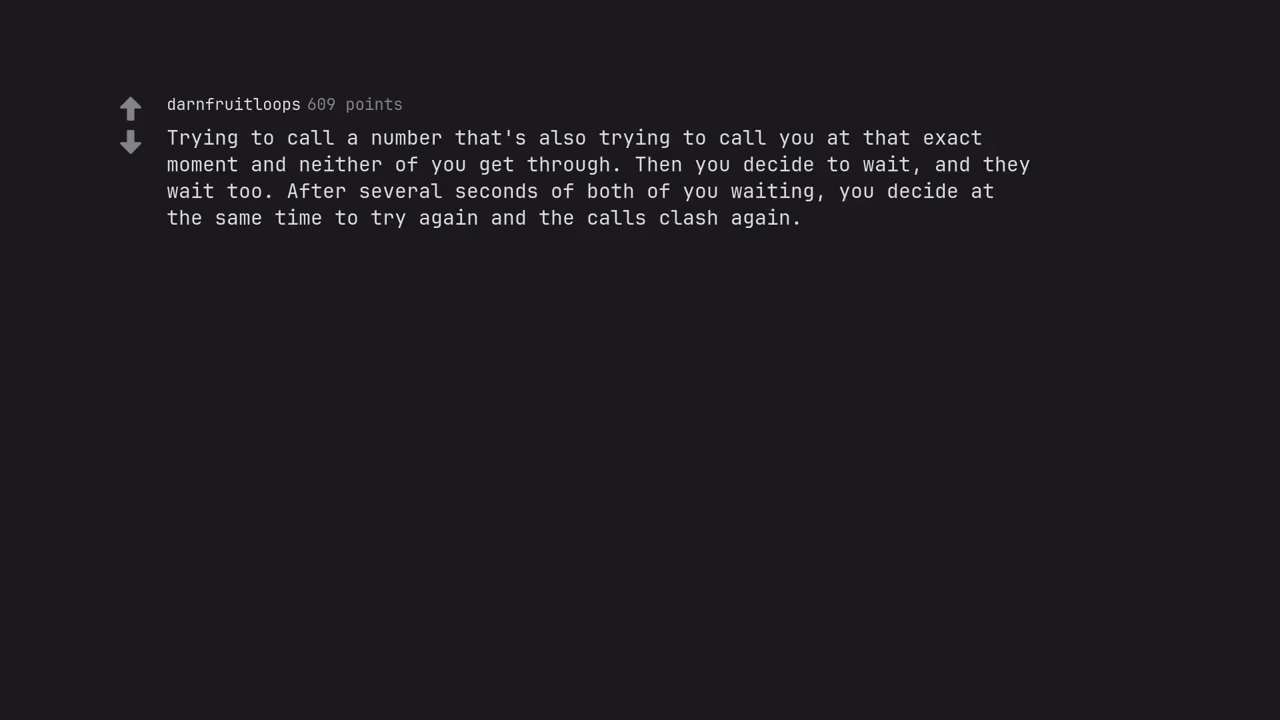 darnfruitloops 609 points
Trying to call a number that's also trying to call you at that exact
moment and neither of you get through. Then you decide to wait, and they
wait too. After several seconds of both of you waiting, you decide at
the same time to try again and the calls clash again.